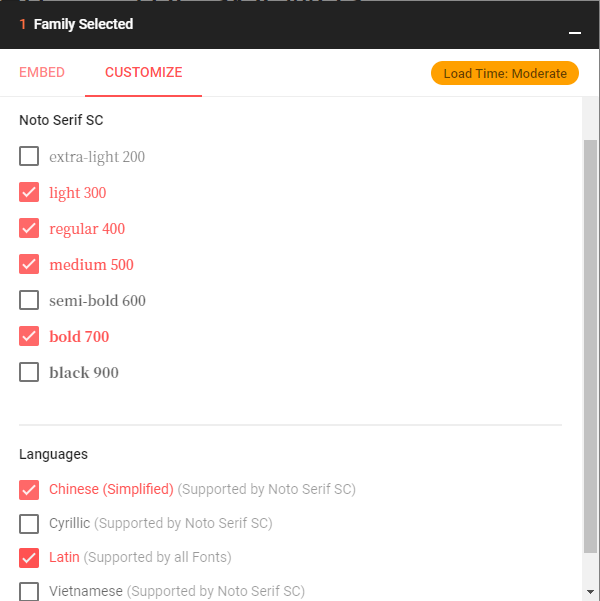 1 Family Selected
EMBED CUSTOMIZE Load Time: Moderate
Noto Serif SC
extra-light 200
light 300
regular 400
medium 500
semi-bold 600
bold 700
black 900
Languages
Chinese (Simplified) (Supported by Noto Serif SC)
Cyrillic (Supported by Noto Serif SC)
Latin (Supported by all Fonts)
Vietnamese (Supported by Noto Serif SC)